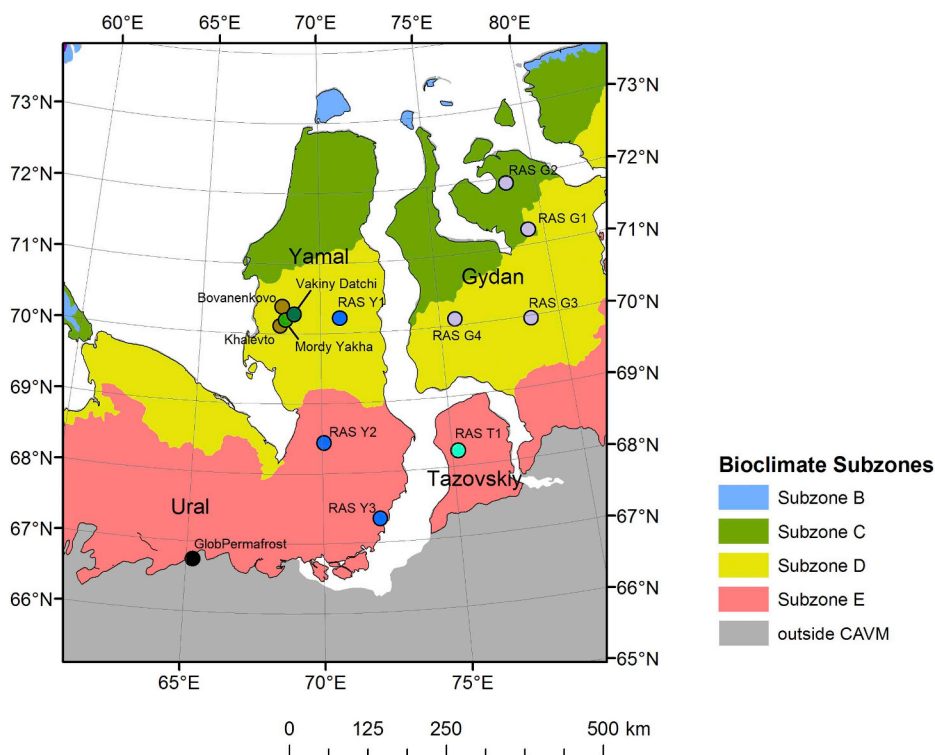 60°E 65°E 70°E 75°E 80°E
73°N
73°N
72°N
72°N
RAS G2
71°N
71°N
RAS G1
Yamal
Gydan
Vakiny Datchi
Bovanenkovo
RAS Y1
RAS G3
70°N
70°N
Khalevto
Mordy Yakha
RAS G4
69°N
69°N
RAS Y2
RAS T1
68°N
68°N
Tazovskiy
Ural
RAS Y3
67°N
67°N
GlobPermafrost
66°N
66°N
65°N
65°E 70°E 75°E
0 125 250 500 km
Bioclimate Subzones
Subzone B
Subzone C
Subzone D
Subzone E
outside CAVM